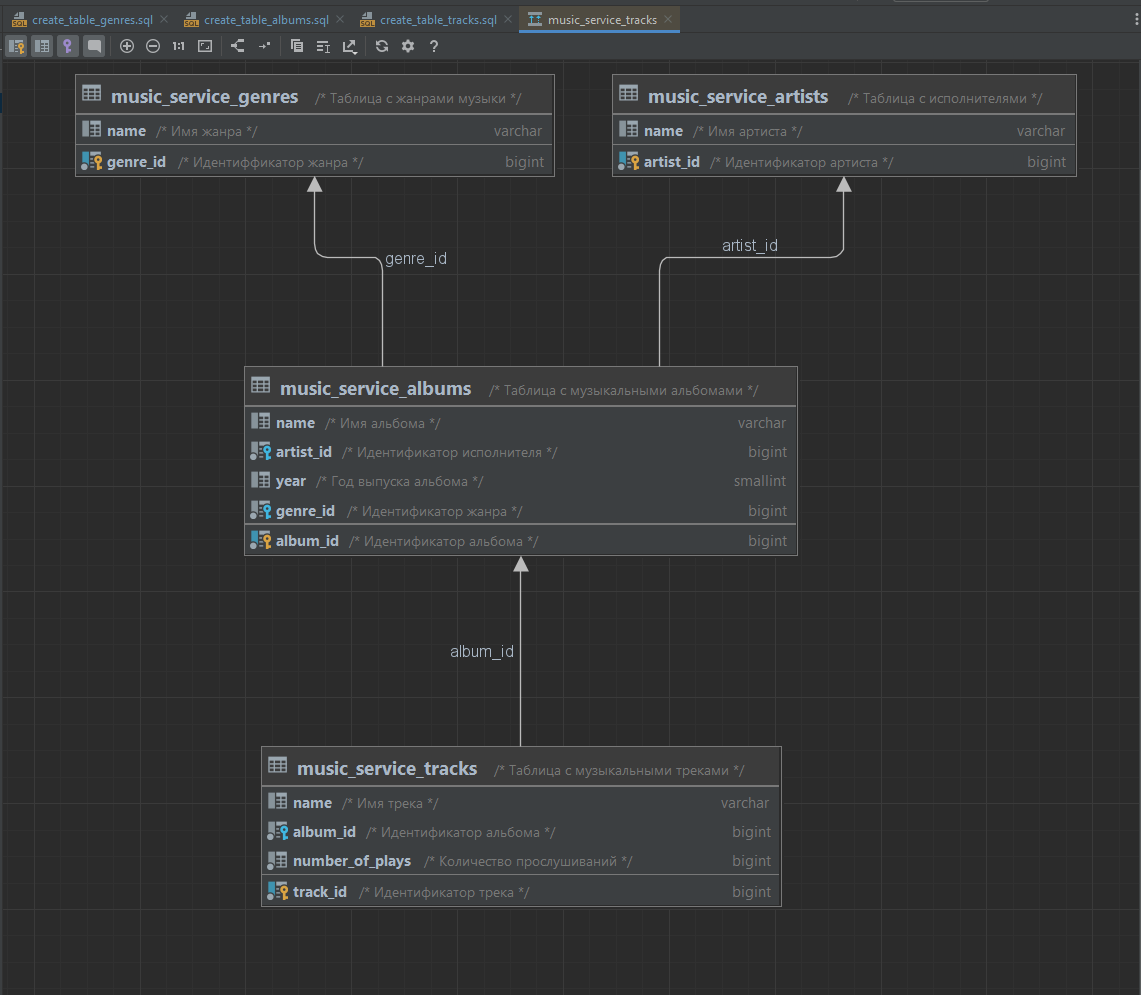 create_table_genres.sql create_table_albums.sql create_table_tracks.sql music_service_tracks
1:1 ?
music_service_genres /* Таблица с жанрами музыки */
name /* Имя жанра */ varchar
genre_id /* Идентиффикатор жанра */ bigint
music_service_artists /* Таблица с исполнителями */
name /* Имя артиста */ varchar
artist_id /* Идентификатор артиста */ bigint
genre_id
artist_id
music_service_albums /* Таблица с музыкальными альбомами */
name /* Имя альбома */ varchar
artist_id /* Идентификатор исполнителя */ bigint
year /* Год выпуска альбома */ smallint
genre_id /* Идентификатор жанра */ bigint
album_id /* Идентификатор альбома */ bigint
album_id
music_service_tracks /* Таблица с музыкальными треками */
name /* Имя трека */ varchar
album_id /* Идентификатор альбома */ bigint
number_of_plays /* Количество прослушиваний */ bigint
track_id /* Идентификатор трека */ bigint